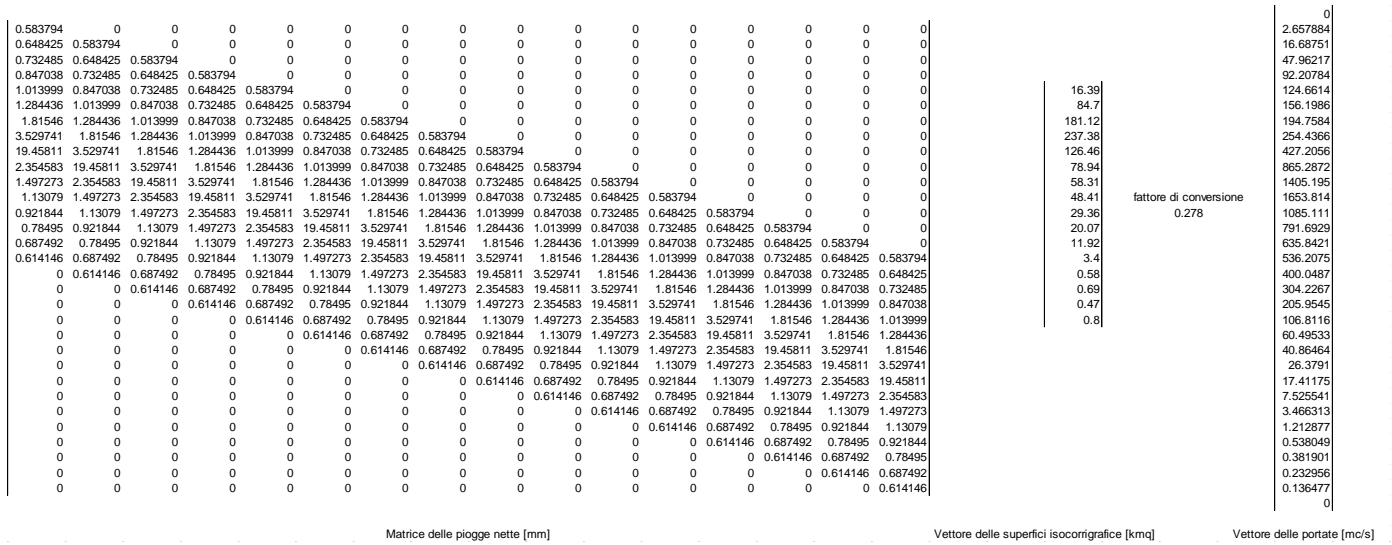 0
0.583794 0 0 0 0 0 0 0 0 0 0 0 0 0 0 0 2.657884
0.648425 0.583794 0 0 0 0 0 0 0 0 0 0 0 0 0 0 16.68751
0.732485 0.648425 0.583794 0 0 0 0 0 0 0 0 0 0 0 0 0 47.96217
0.847038 0.732485 0.648425 0.583794 0 0 0 0 0 0 0 0 0 0 0 0 92.20784
1.013999 0.847038 0.732485 0.648425 0.583794 0 0 0 0 0 0 0 0 0 0 0 16.39 124.6614
1.284436 1.013999 0.847038 0.732485 0.648425 0.583794 0 0 0 0 0 0 0 0 0 0 84.7 156.1986
1.81546 1.284436 1.013999 0.847038 0.732485 0.648425 0.583794 0 0 0 0 0 0 0 0 0 181.12 194.7584
3.529741 1.81546 1.284436 1.013999 0.847038 0.732485 0.648425 0.583794 0 0 0 0 0 0 0 0 237.38 254.4366
19.45811 3.529741 1.81546 1.284436 1.013999 0.847038 0.732485 0.648425 0.583794 0 0 0 0 0 0 0 126.46 427.2056
2.354583 19.45811 3.529741 1.81546 1.284436 1.013999 0.847038 0.732485 0.648425 0.583794 0 0 0 0 0 0 78.94 865.2872
1.497273 2.354583 19.45811 3.529741 1.81546 1.284436 1.013999 0.847038 0.732485 0.648425 0.583794 0 0 0 0 0 58.31 1405.195
1.13079 1.497273 2.354583 19.45811 3.529741 1.81546 1.284436 1.013999 0.847038 0.732485 0.648425 0.583794 0 0 0 0 48.41 fattore di conversione 1653.814
0.921844 1.13079 1.497273 2.354583 19.45811 3.529741 1.81546 1.284436 1.013999 0.847038 0.732485 0.648425 0.583794 0 0 0 29.36 0.278 1085.111
0.78495 0.921844 1.13079 1.497273 2.354583 19.45811 3.529741 1.81546 1.284436 1.013999 0.847038 0.732485 0.648425 0.583794 0 0 20.07 791.6929
0.687492 0.78495 0.921844 1.13079 1.497273 2.354583 19.45811 3.529741 1.81546 1.284436 1.013999 0.847038 0.732485 0.648425 0.583794 0 11.92 635.8421
0.614146 0.687492 0.78495 0.921844 1.13079 1.497273 2.354583 19.45811 3.529741 1.81546 1.284436 1.013999 0.847038 0.732485 0.648425 0.583794 3.4 536.2075
0 0.614146 0.687492 0.78495 0.921844 1.13079 1.497273 2.354583 19.45811 3.529741 1.81546 1.284436 1.013999 0.847038 0.732485 0.648425 0.58 400.0487
0 0 0.614146 0.687492 0.78495 0.921844 1.13079 1.497273 2.354583 19.45811 3.529741 1.81546 1.284436 1.013999 0.847038 0.732485 0.69 304.2267
0 0 0 0.614146 0.687492 0.78495 0.921844 1.13079 1.497273 2.354583 19.45811 3.529741 1.81546 1.284436 1.013999 0.847038 0.47 205.9545
0 0 0 0 0.614146 0.687492 0.78495 0.921844 1.13079 1.497273 2.354583 19.45811 3.529741 1.81546 1.284436 1.013999 0.8 106.8116
0 0 0 0 0 0.614146 0.687492 0.78495 0.921844 1.13079 1.497273 2.354583 19.45811 3.529741 1.81546 1.284436 60.49533
0 0 0 0 0 0 0.614146 0.687492 0.78495 0.921844 1.13079 1.497273 2.354583 19.45811 3.529741 1.81546 40.86464
0 0 0 0 0 0 0 0.614146 0.687492 0.78495 0.921844 1.13079 1.497273 2.354583 19.45811 3.529741 26.3791
0 0 0 0 0 0 0 0 0.614146 0.687492 0.78495 0.921844 1.13079 1.497273 2.354583 19.45811 17.41175
0 0 0 0 0 0 0 0 0 0.614146 0.687492 0.78495 0.921844 1.13079 1.497273 2.354583 7.525541
0 0 0 0 0 0 0 0 0 0 0.614146 0.687492 0.78495 0.921844 1.13079 1.497273 3.466313
0 0 0 0 0 0 0 0 0 0 0 0.614146 0.687492 0.78495 0.921844 1.13079 1.212877
0 0 0 0 0 0 0 0 0 0 0 0 0.614146 0.687492 0.78495 0.921844 0.538049
0 0 0 0 0 0 0 0 0 0 0 0 0 0.614146 0.687492 0.78495 0.381901
0 0 0 0 0 0 0 0 0 0 0 0 0 0 0.614146 0.687492 0.232956
0 0 0 0 0 0 0 0 0 0 0 0 0 0 0 0.614146 0.136477
0
Matrice delle piogge nette [mm] Vettore delle superfici isocorrigrafice [kmq] Vettore delle portate [mc/s]